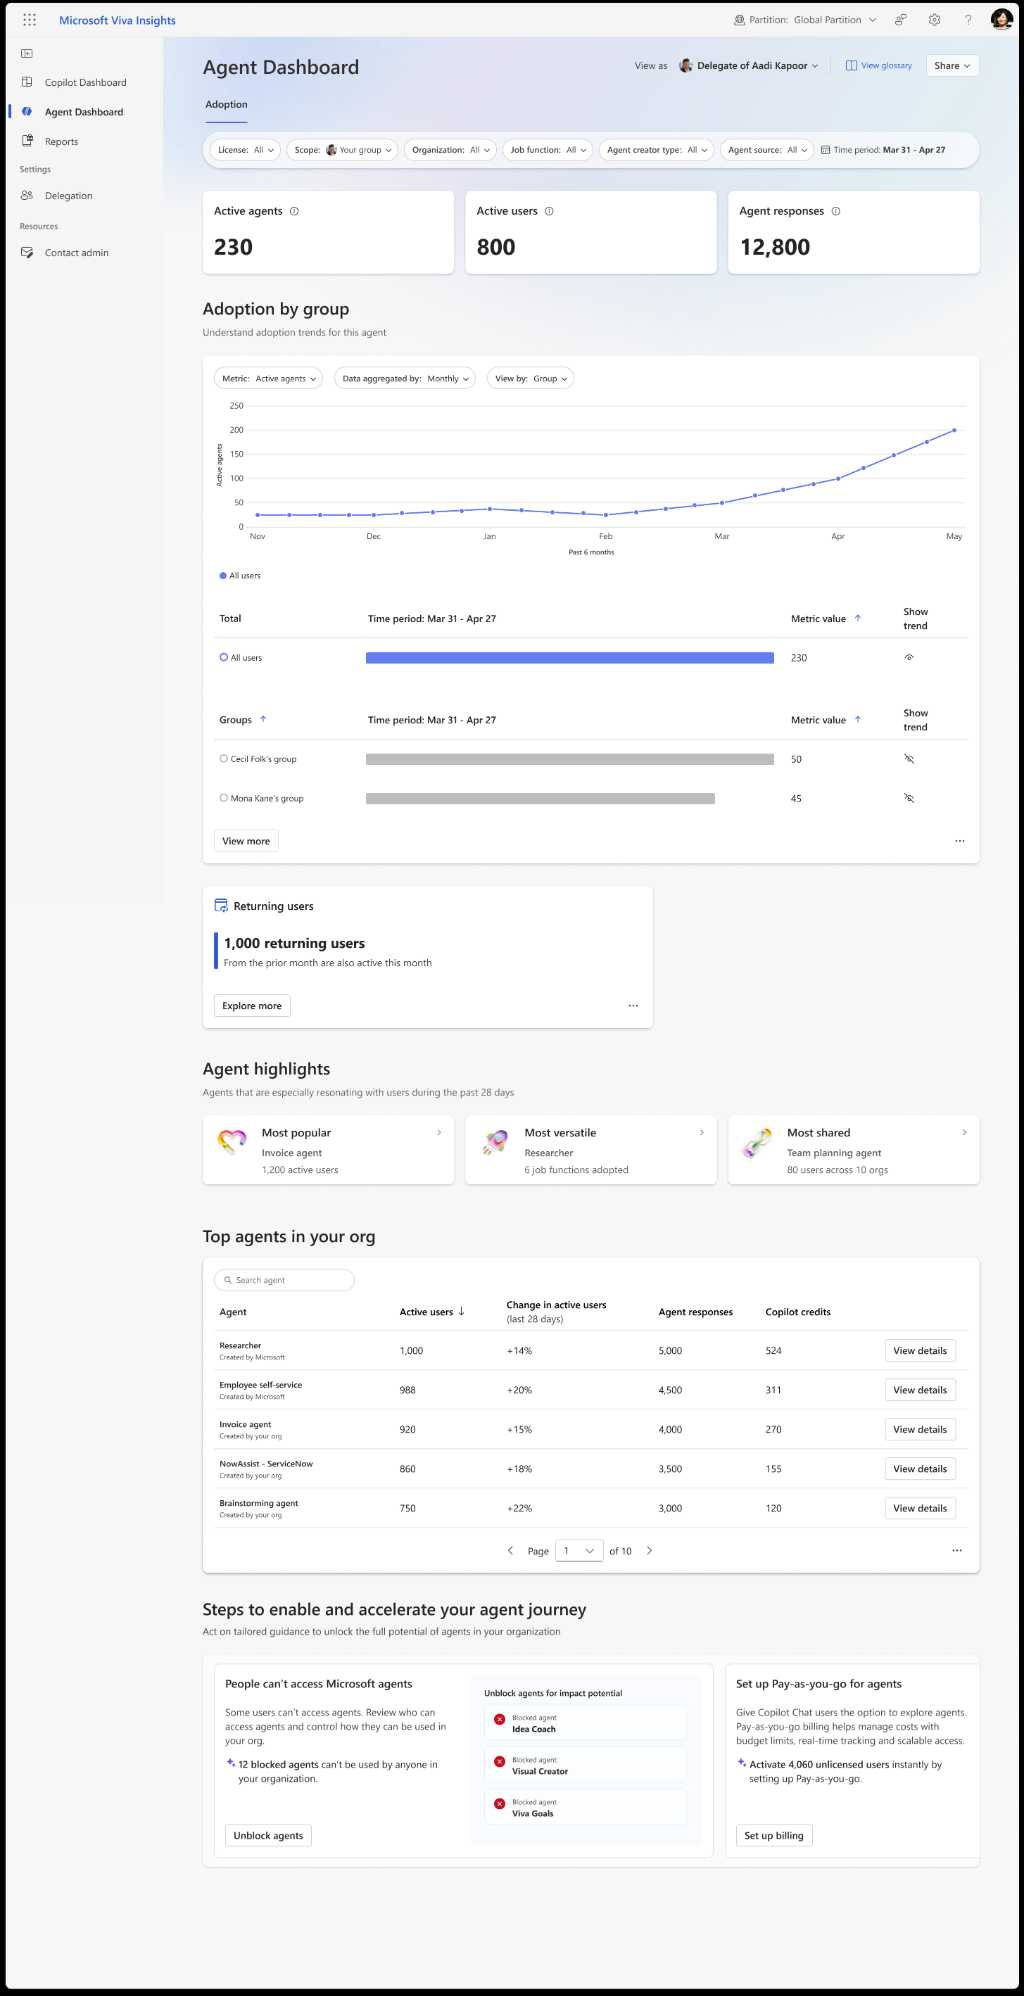 Microsoft Viva Insights
Partition: Global Partition
?
Copilot Dashboard
Agent Dashboard
Reports
Settings
Delegation
Resources
Contact admin
Agent Dashboard
View as Delegate of Aadi Kapoor
View glossary
Share
Adoption
License: All
Scope: Your group
Organization: All
Job function: All
Agent creator type: All
Agent source: All
Time period: Mar 31 - Apr 27
Active agents
230
Active users
800
Agent responses
12,800
Adoption by group
Understand adoption trends for this agent
Metric: Active agents
Data aggregated by: Monthly
View by: Group
250
200
150
100
50
0
Active agents
Nov Dec Jan Feb Mar Apr May
Past 6 months
All users
Total Time period: Mar 31 - Apr 27 Metric value ↑ Show trend
All users 230
Groups ↑ Time period: Mar 31 - Apr 27 Metric value ↑ Show trend
Cecil Folk's group 50
Mona Kane's group 45
View more ...
Returning users
1,000 returning users
From the prior month are also active this month
Explore more ...
Agent highlights
Agents that are especially resonating with users during the past 28 days
Most popular
Invoice agent
1,200 active users
Most versatile
Researcher
6 job functions adopted
Most shared
Team planning agent
80 users across 10 orgs
Top agents in your org
Search agent
Agent Active users ↓ Change in active users (last 28 days) Agent responses Copilot credits
Researcher
Created by Microsoft
1,000 +14% 5,000 524 View details
Employee self-service
Created by Microsoft
988 +20% 4,500 311 View details
Invoice agent
Created by your org
920 +15% 4,000 270 View details
NowAssist - ServiceNow
Created by your org
860 +18% 3,500 155 View details
Brainstorming agent
Created by your org
750 +22% 3,000 120 View details
Page 1 of 10 ...
Steps to enable and accelerate your agent journey
Act on tailored guidance to unlock the full potential of agents in your organization
People can't access Microsoft agents
Some users can't access agents. Review who can
access agents and control how they can be used in
your org.
12 blocked agents can't be used by anyone in
your organization.
Unblock agents
Unblock agents for impact potential
Blocked agent
Idea Coach
Blocked agent
Visual Creator
Blocked agent
Viva Goals
Set up Pay-as-you-go for agents
Give Copilot Chat users the option to explore agents.
Pay-as-you-go billing helps manage costs with
budget limits, real-time tracking and scalable access.
Activate 4,060 unlicensed users instantly by
setting up Pay-as-you-go.
Set up billing